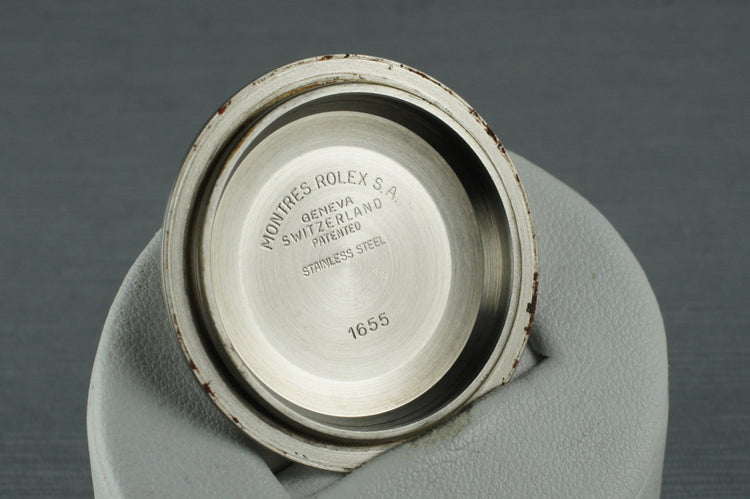 MONTRES ROLEX S.A.
GENEVA
SWITZERLAND
PATENTED
STAINLESS STEEL
1655